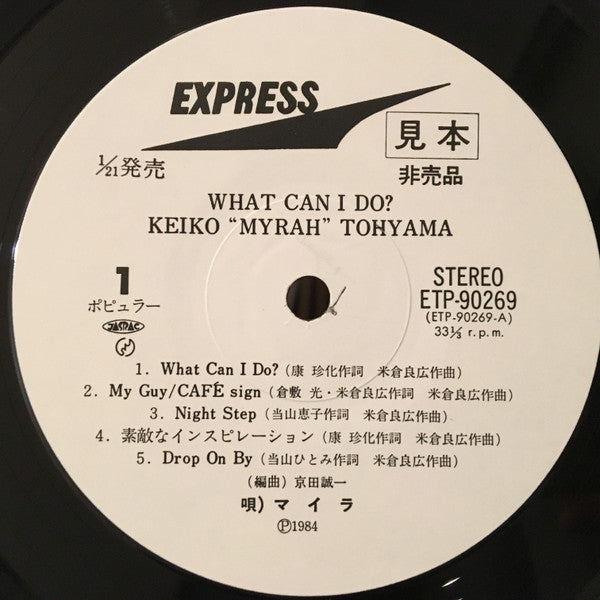 EXPRESS
見本
1/21発売
非売品
WHAT CAN I DO?
KEIKO “MYRAH” TOHYAMA
1
ポピュラー
JASRAC
STEREO
ETP-90269
(ETP-90269-A)
33⅓ r.p.m.
1. What Can I Do?(康 珍化作詞 米倉良広作曲)
2. My Guy/CAFÉ sign(倉敷 光・米倉良広作詞 米倉良広作曲)
3. Night Step(当山恵子作詞 米倉良広作曲)
4. 素敵なインスピレーション(康 珍化作詞 米倉良広作曲)
5. Drop On By(当山ひとみ作詞 米倉良広作曲)
(編曲)京田誠一
唄)マイラ
Ⓟ1984